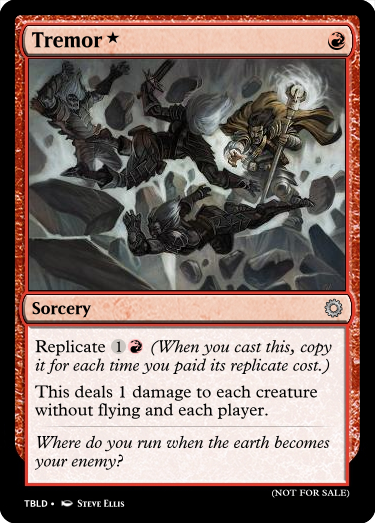 Tremor ★
Sorcery
Replicate 1 (When you cast this, copy
it for each time you paid its replicate cost.)
This deals 1 damage to each creature
without flying and each player.
Where do you run when the earth becomes
your enemy?
(NOT FOR SALE)
TBLD • Steve Ellis